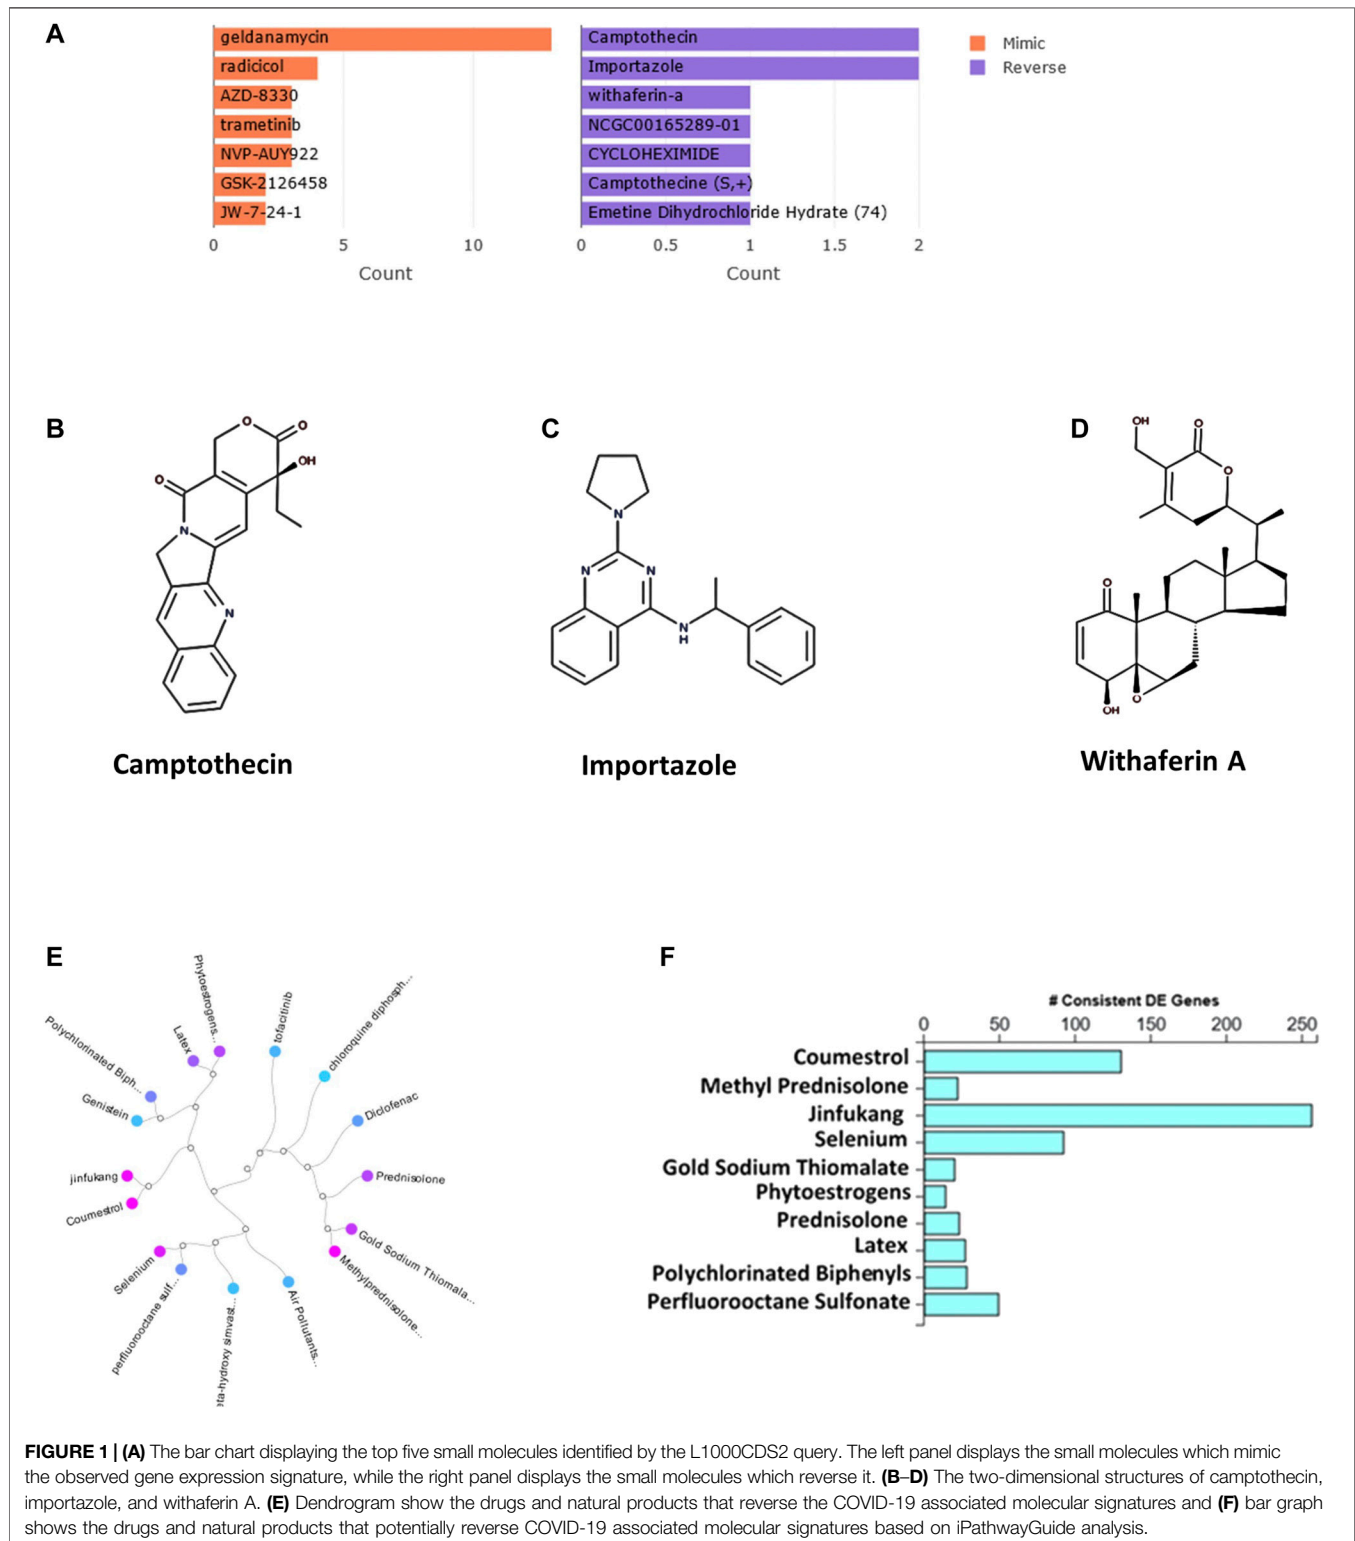 A
geldanamycin
radicicol
AZD-8330
trametinib
NVP-AUY922
GSK-2126458
JW-7-24-1
0 5 10
Count
Camptothecin
Importazole
withaferin-a
NCGC00165289-01
CYCLOHEXIMIDE
Camptothecine (S,+)
Emetine Dihydrochloride Hydrate (74)
0 0.5 1 1.5 2
Count
Mimic
Reverse
B
O
O
OH
O
N
N
Camptothecin
C
N
N
N
N
H
Importazole
D
OH
O
O
O
OH
O
Withaferin A
E
Phytoestrogens...
Latex
Polychlorinated Biph...
Genistein
jinfukang
Coumestrol
Selenium
perfluorooctane sulf...
eta-hydroxy simvast...
Air Pollutants...
Methylprednisolone...
Gold Sodium Thiomala...
Prednisolone
Diclofenac
chloroquine diphosph...
tofacitinib
F
# Consistent DE Genes
0 50 100 150 200 250
Coumestrol
Methyl Prednisolone
Jinfukang
Selenium
Gold Sodium Thiomalate
Phytoestrogens
Prednisolone
Latex
Polychlorinated Biphenyls
Perfluorooctane Sulfonate
FIGURE 1 | (A) The bar chart displaying the top five small molecules identified by the L1000CDS2 query. The left panel displays the small molecules which mimic
the observed gene expression signature, while the right panel displays the small molecules which reverse it. (B–D) The two-dimensional structures of camptothecin,
importazole, and withaferin A. (E) Dendrogram show the drugs and natural products that reverse the COVID-19 associated molecular signatures and (F) bar graph
shows the drugs and natural products that potentially reverse COVID-19 associated molecular signatures based on iPathwayGuide analysis.